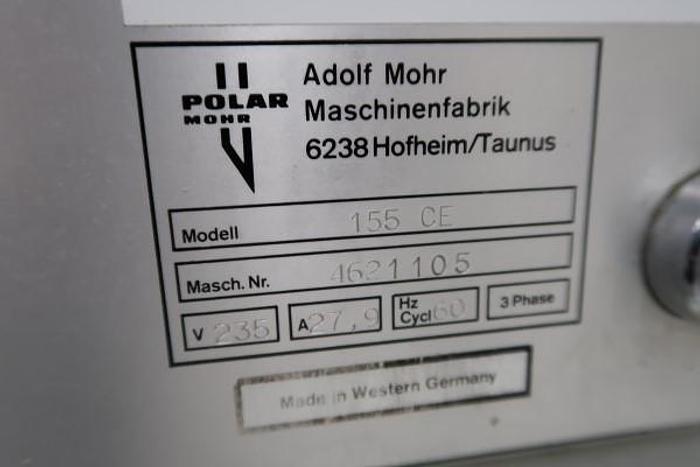 POLAR
MOHR
Adolf Mohr
Maschinenfabrik
6238 Hofheim/Taunus
Modell 155 CE
Masch. Nr. 4621105
V 235 A 27,9 Hz Cycl 60 3 Phase
Made in Western Germany